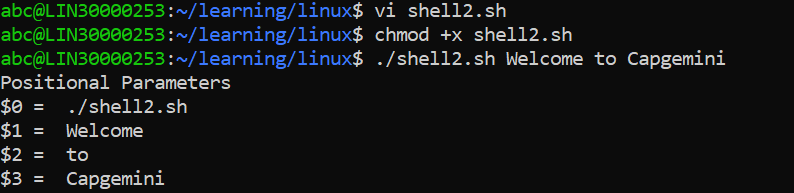 abc@LIN30000253:~/learning/linux$ vi shell2.sh
abc@LIN30000253:~/learning/linux$ chmod +x shell2.sh
abc@LIN30000253:~/learning/linux$ ./shell2.sh Welcome to Capgemini
Positional Parameters
$0 =  ./shell2.sh
$1 =  Welcome
$2 =  to
$3 =  Capgemini